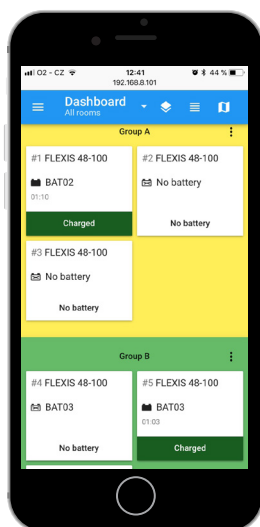 O2 - CZ 12:41 44 %
192.168.8.101
Dashboard
All rooms
Group A
#1 FLEXIS 48-100 #2 FLEXIS 48-100
BAT02 No battery
01:10
Charged No battery
#3 FLEXIS 48-100
No battery
No battery
Group B
#4 FLEXIS 48-100 #5 FLEXIS 48-100
BAT03 BAT03
01:03
No battery Charged